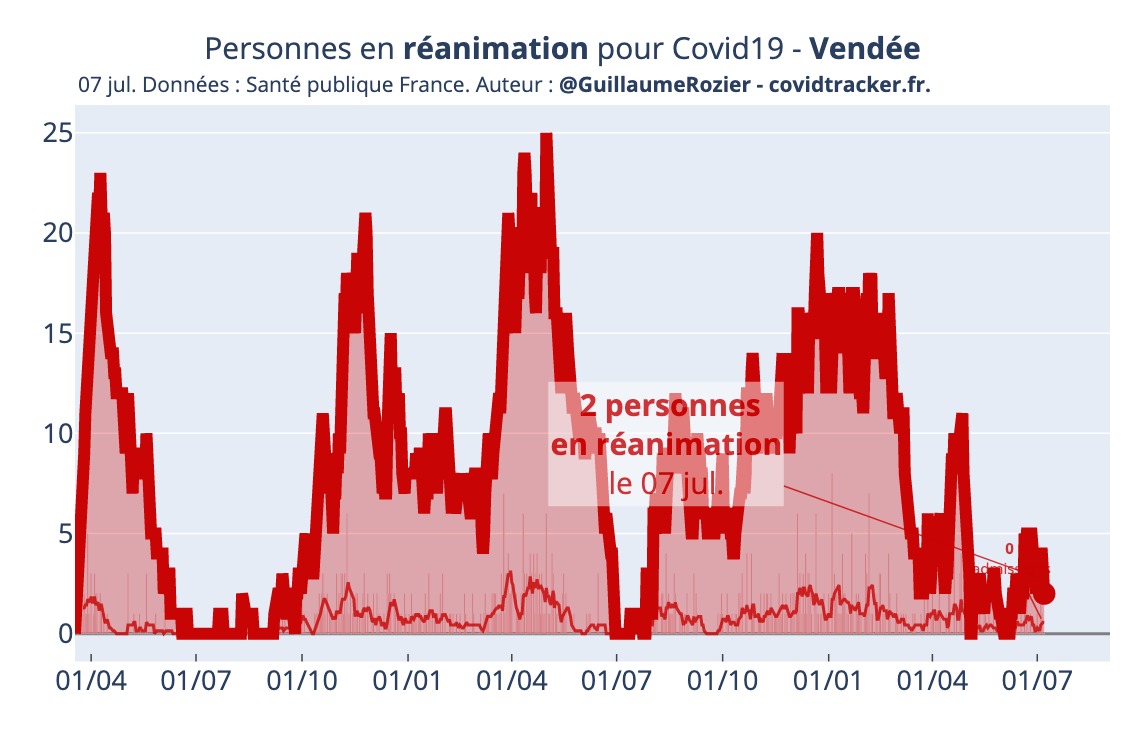 Personnes en réanimation pour Covid19 - Vendée
07 jul. Données : Santé publique France. Auteur : @GuillaumeRozier - covidtracker.fr.
25
20
15
10
5
0
2 personnes
en réanimation
le 07 jul.
0
01/04 01/07 01/10 01/01 01/04 01/07 01/10 01/01 01/04 01/07